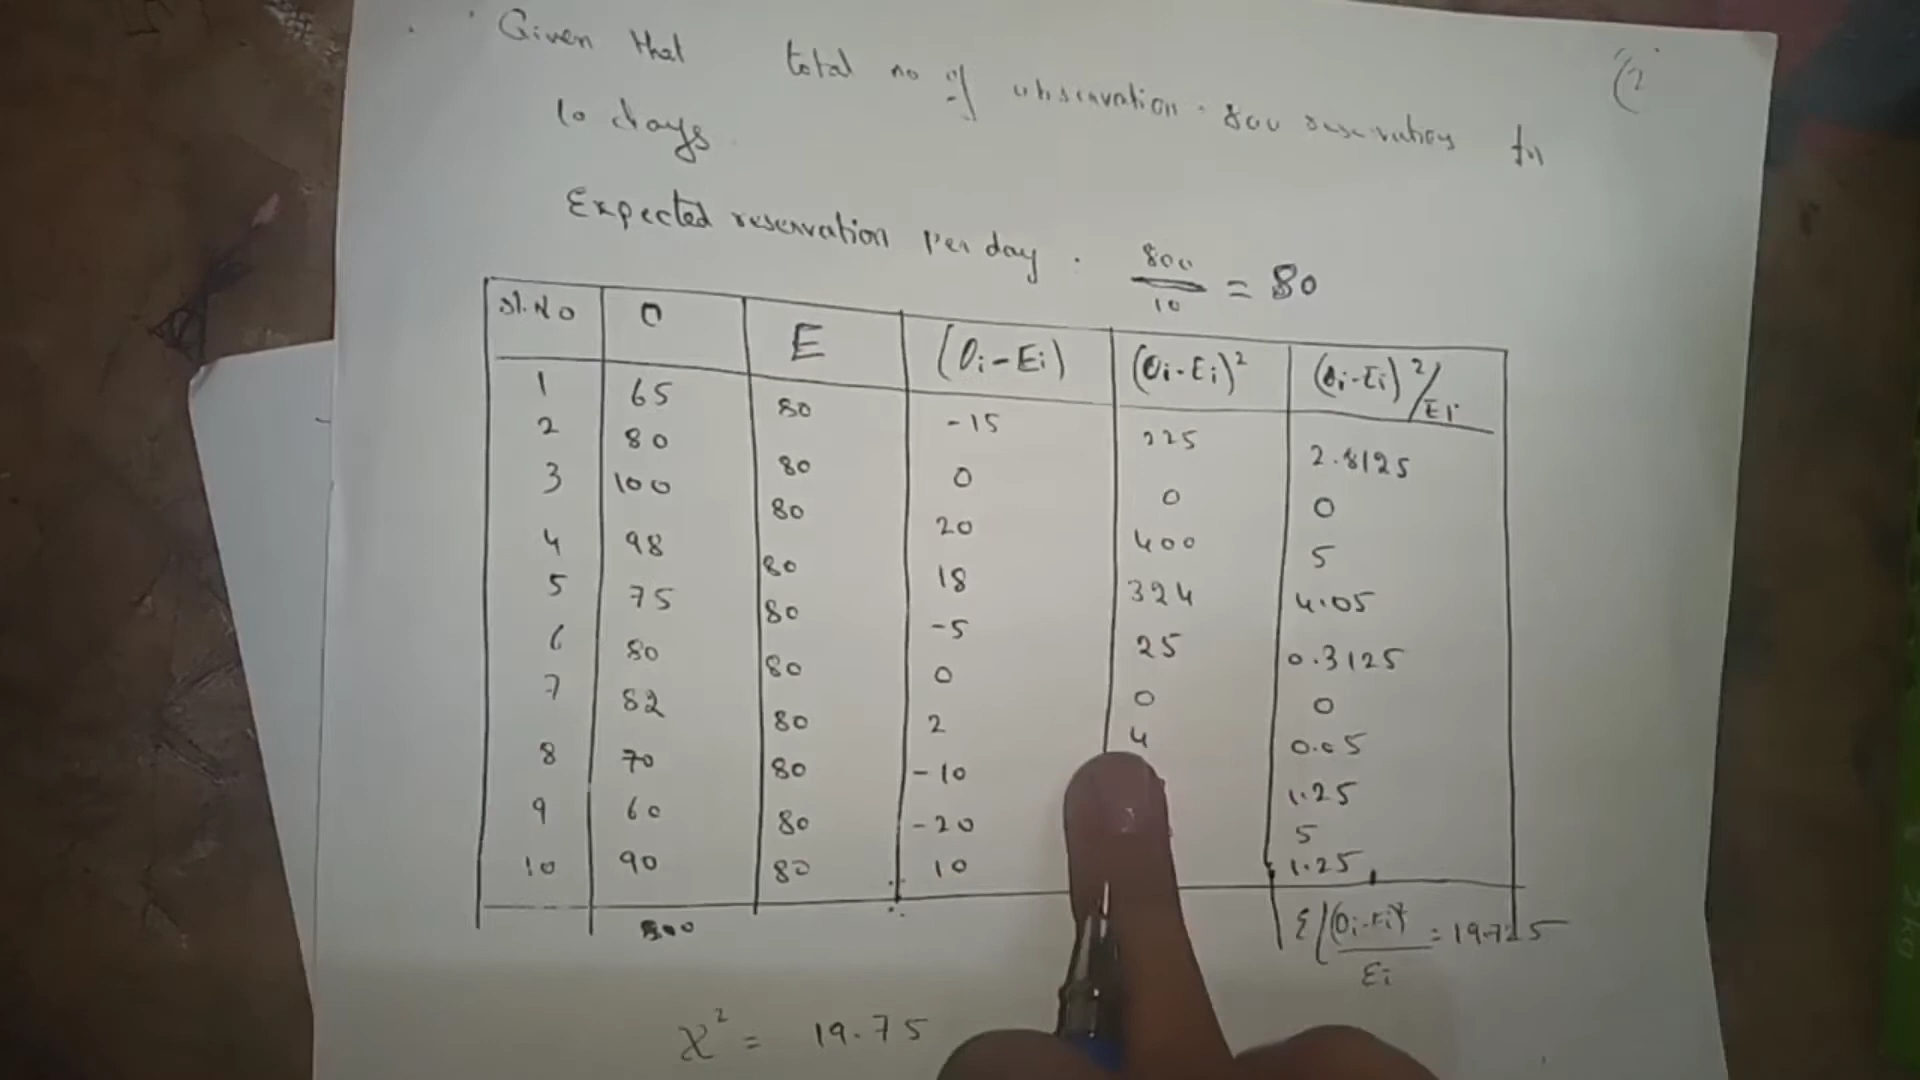 Given that total no of observation = 800 reservations for
10 days
Expected reservation per day = 800/10 = 80
Sl.No O E (Oi-Ei) (Oi-Ei)² (Oi-Ei)²/Ei
1 65 80 -15 225 2.8125
2 80 80 0 0 0
3 100 80 20 400 5
4 98 80 18 324 4.05
5 75 80 -5 25 0.3125
6 80 80 0 0 0
7 82 80 2 4 0.05
8 70 80 -10 1.25
9 60 80 -20 5
10 90 80 10 1.25
800 Σ(Oi-Ei)²/Ei = 19.725
χ² = 19.75
2kg